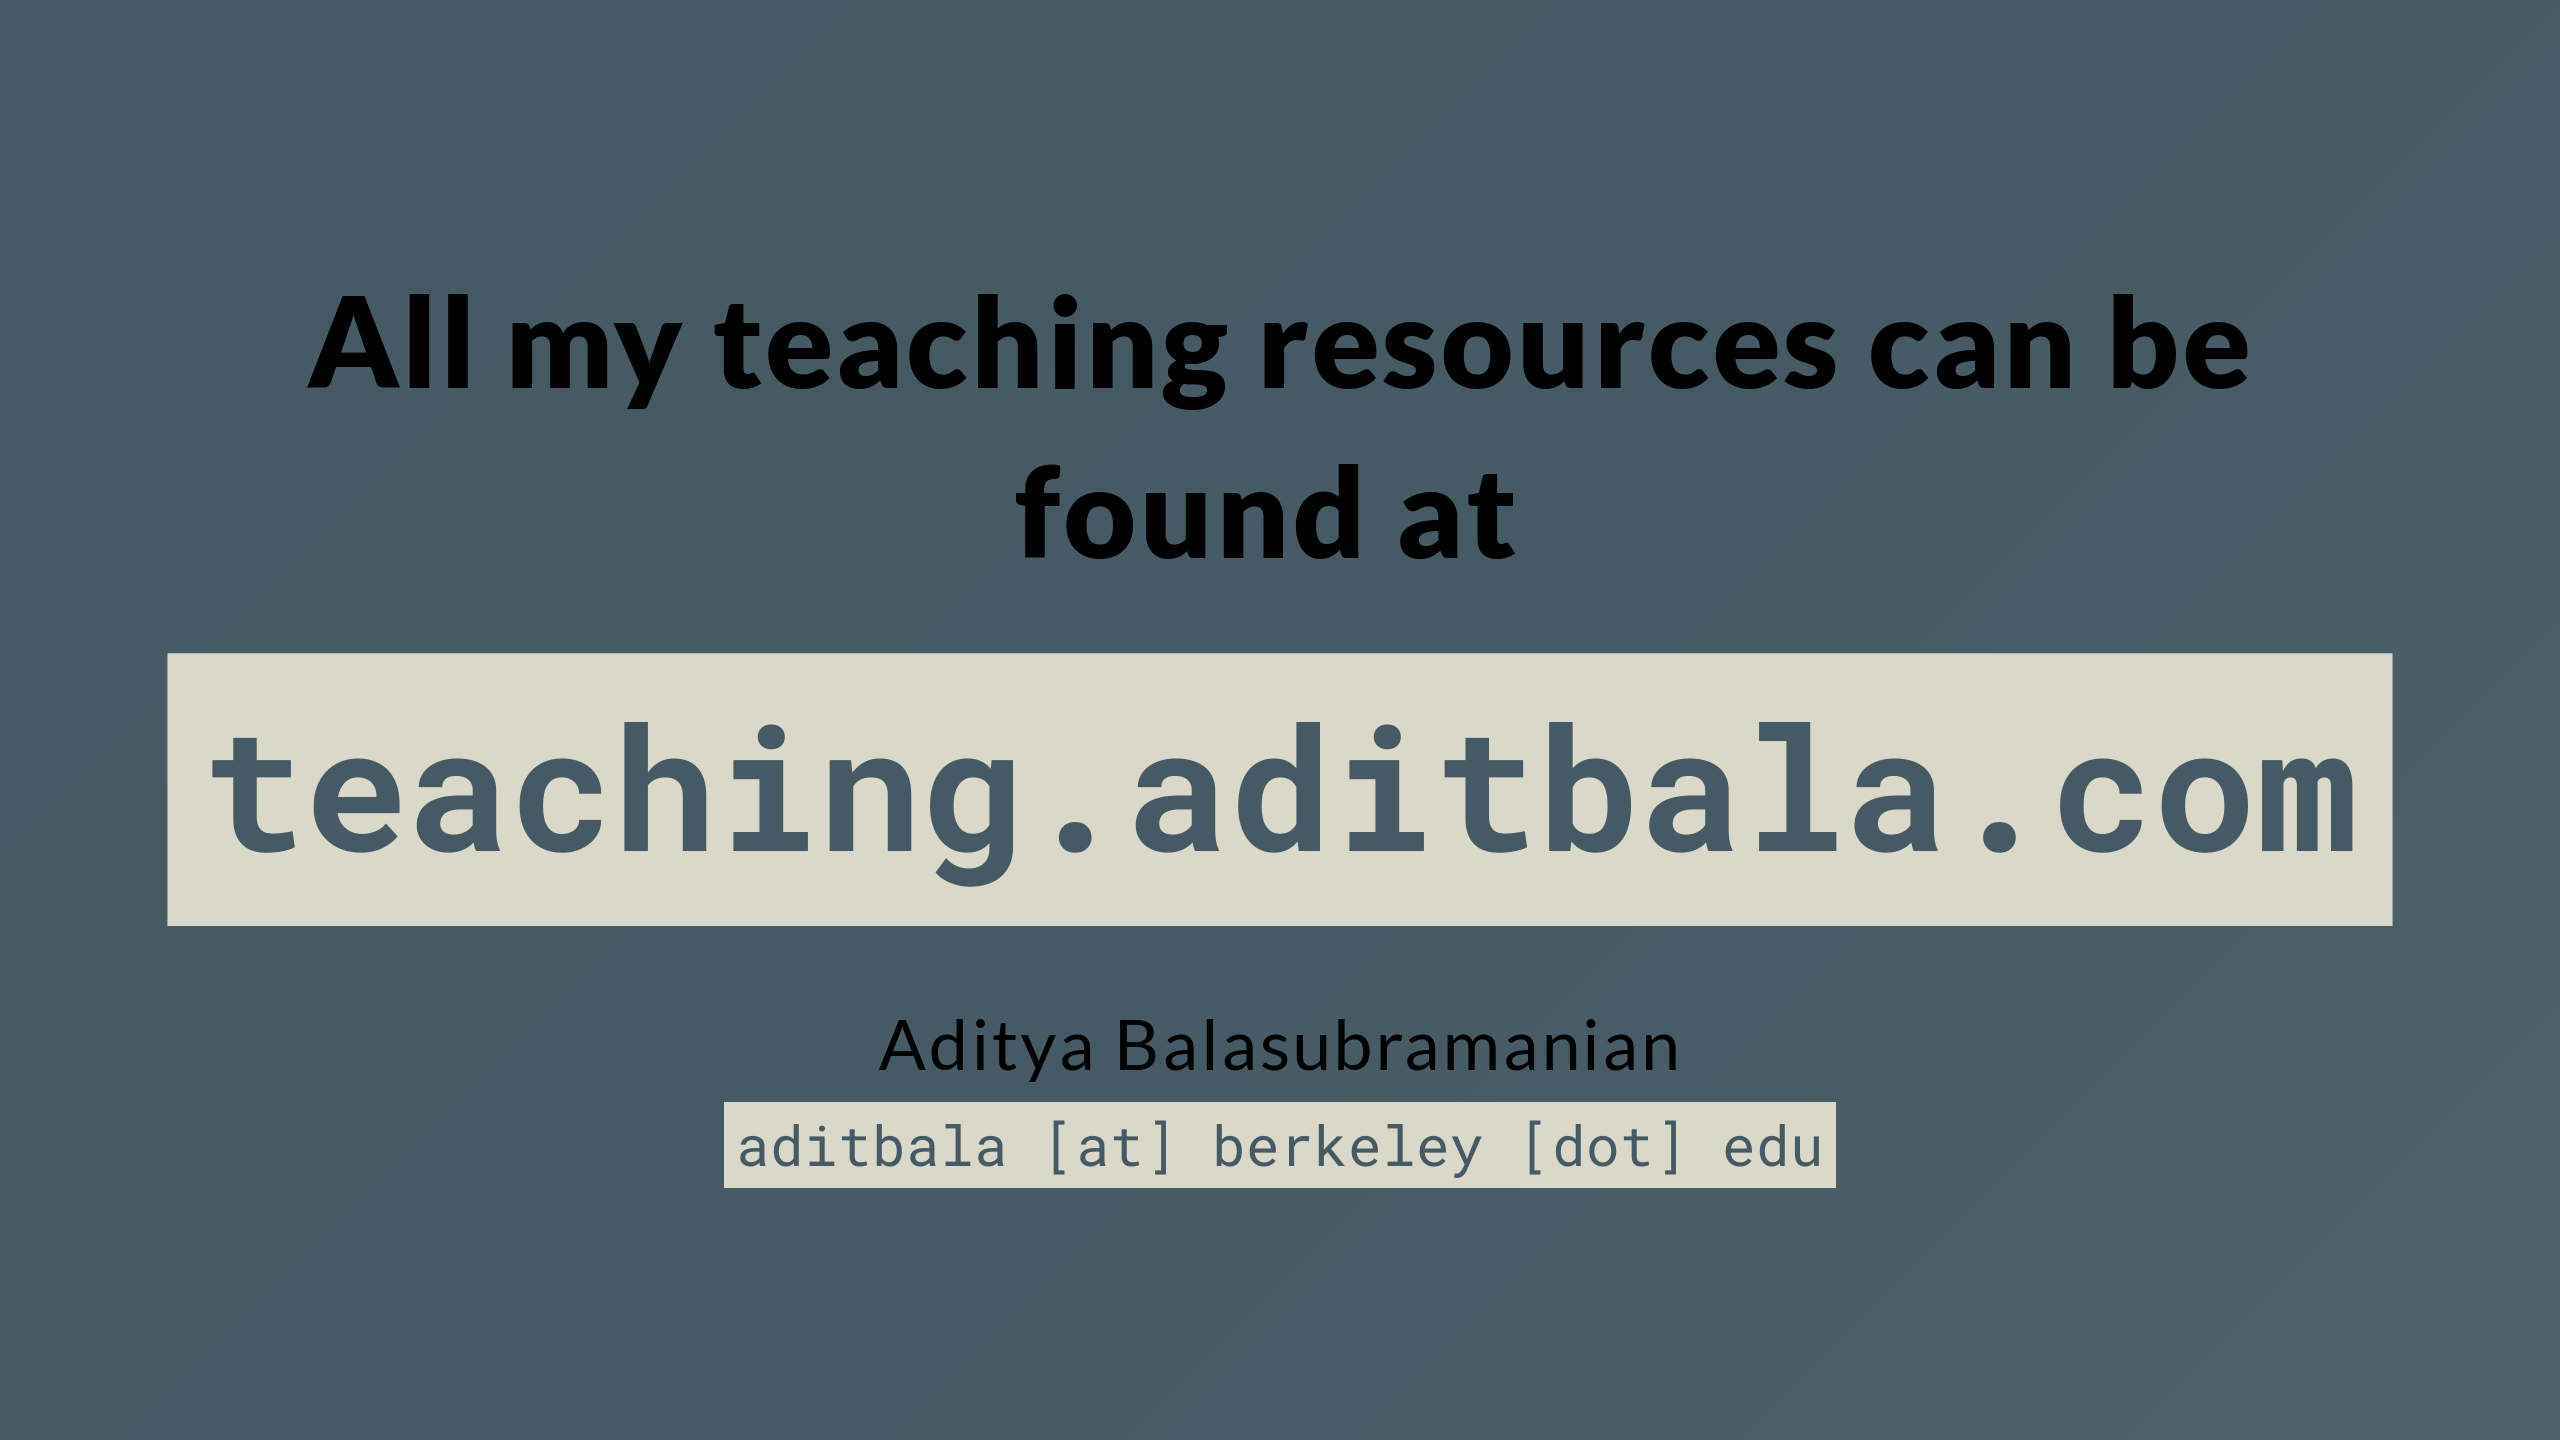 All my teaching resources can be
found at
teaching.aditbala.com
Aditya Balasubramanian
aditbala [at] berkeley [dot] edu